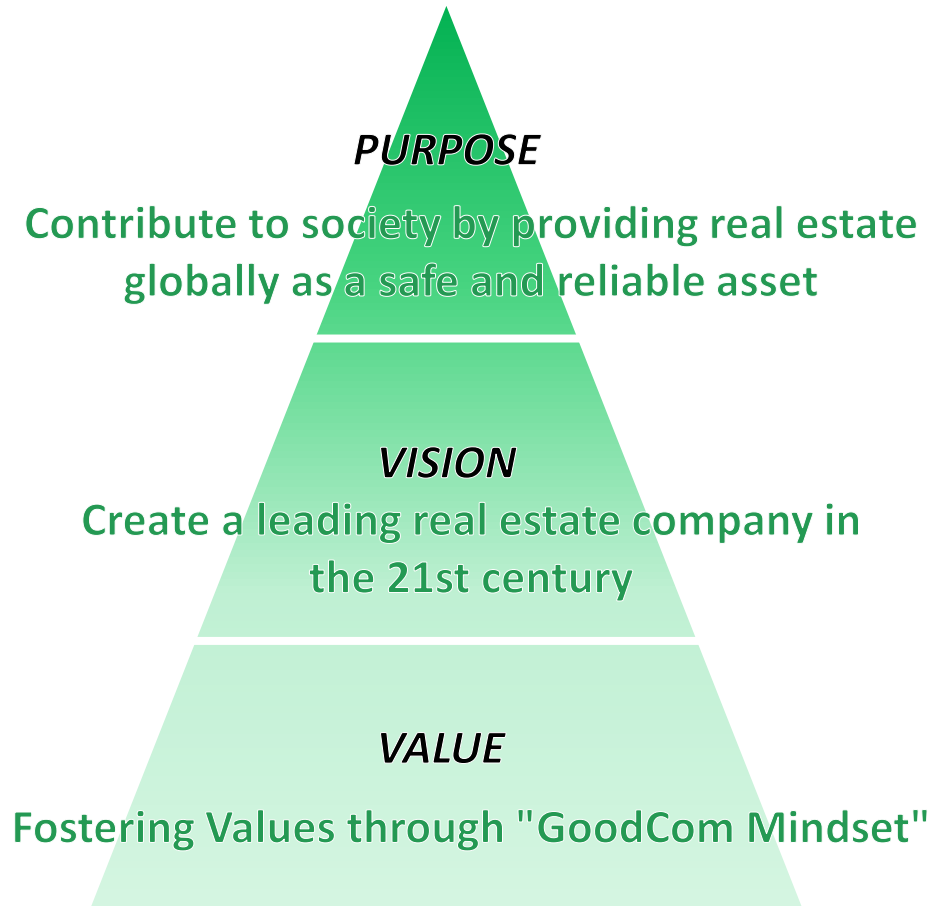 PURPOSE
Contribute to society by providing real estate
globally as a safe and reliable asset
VISION
Create a leading real estate company in
the 21st century
VALUE
Fostering Values through "GoodCom Mindset"